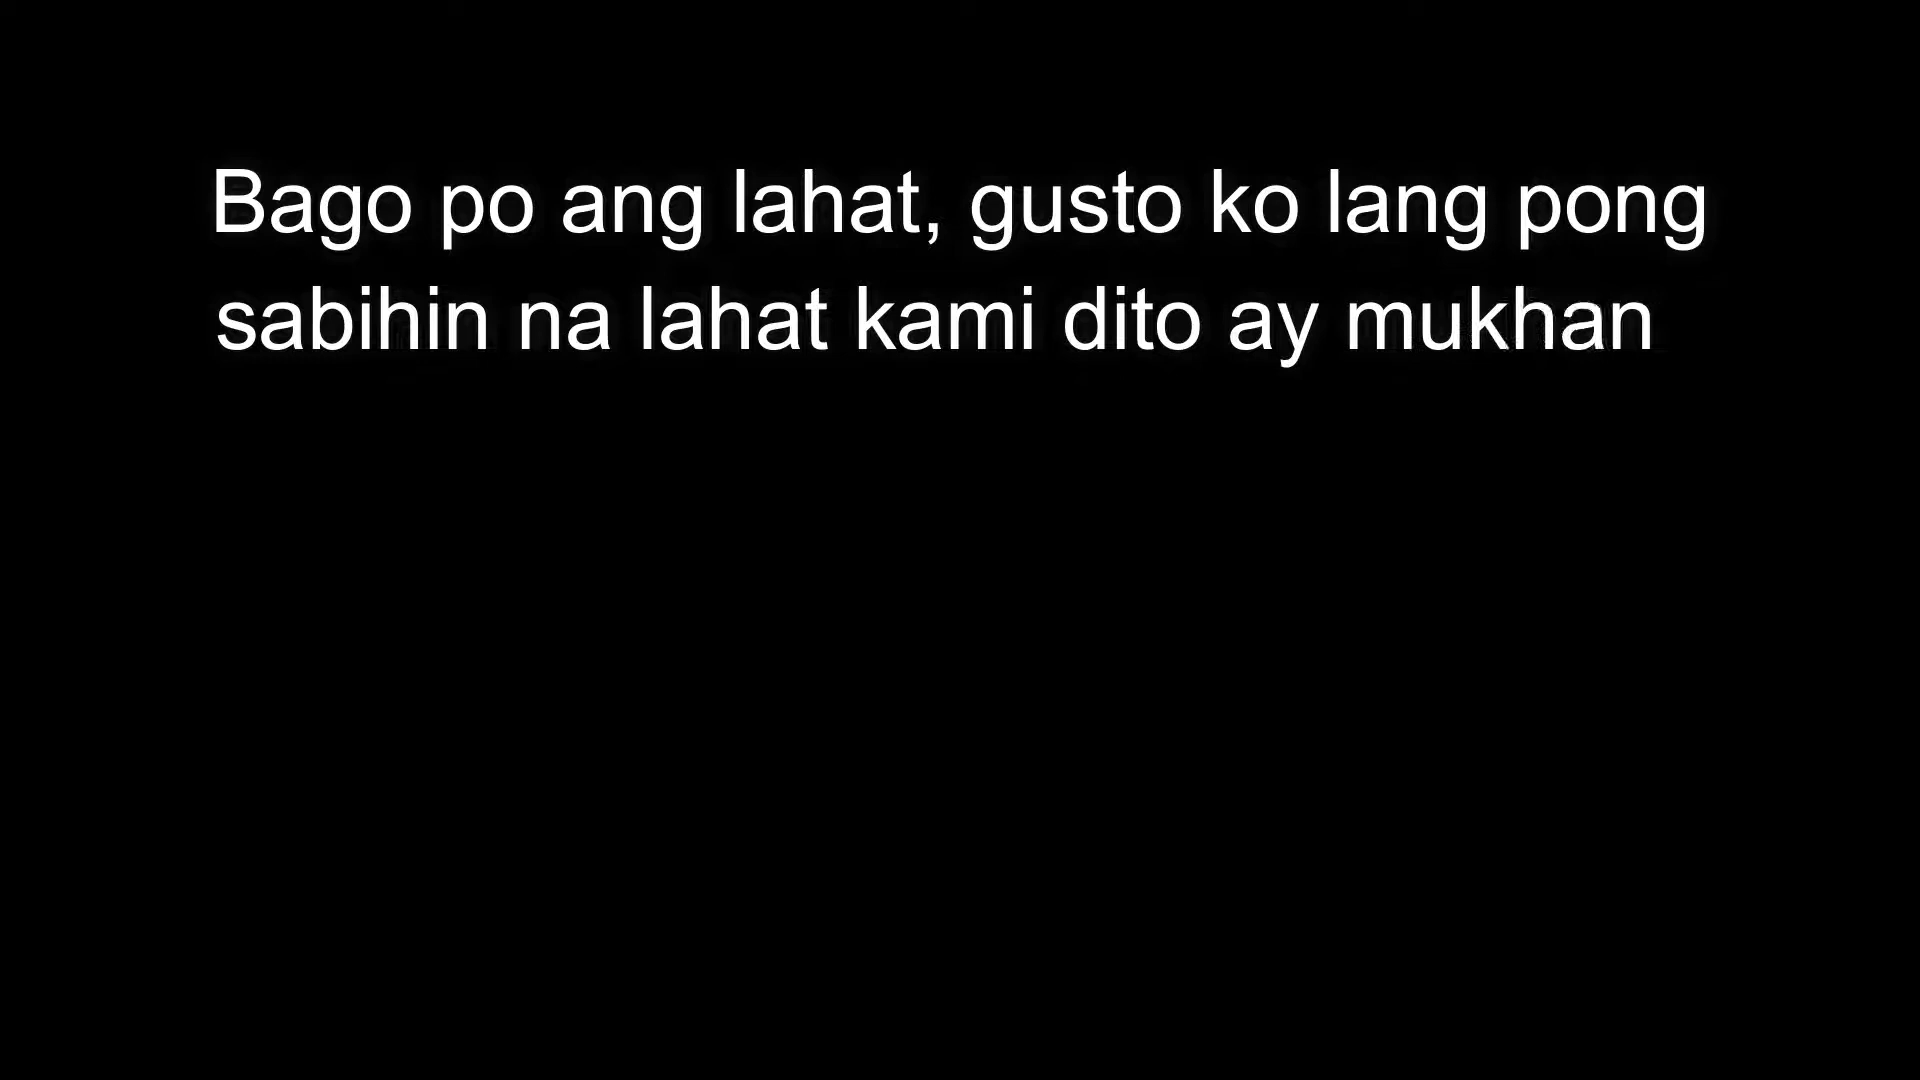 Bago po ang lahat, gusto ko lang pong
sabihin na lahat kami dito ay mukhan